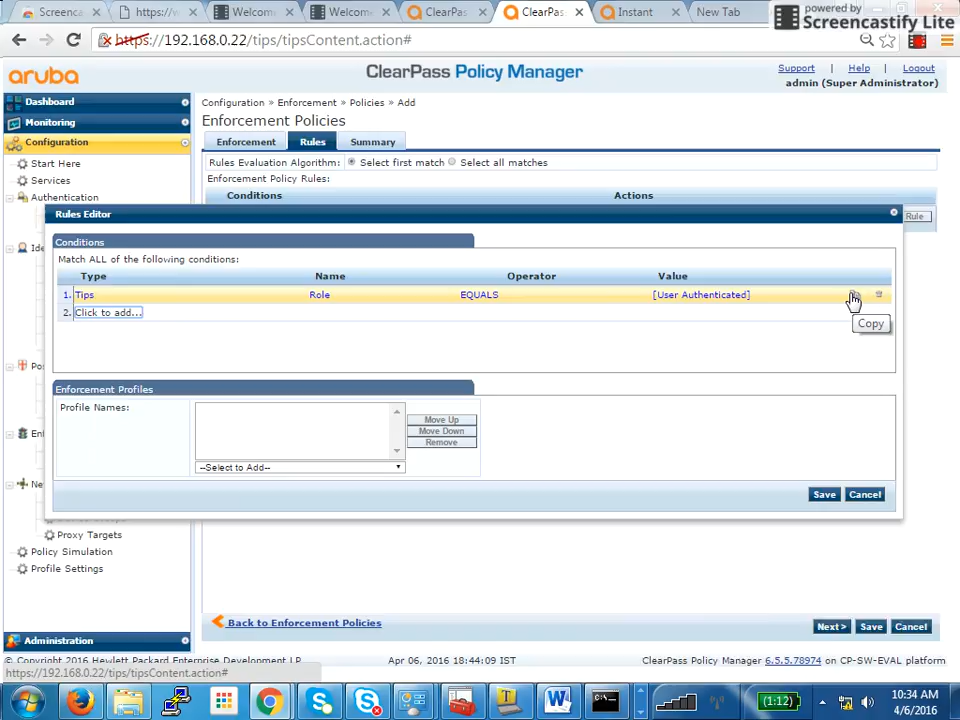 Screenca
https://w
Welcome
Welcome
ClearPas
ClearPas
Instant
New Tab
powered by
Screencastify Lite
https://192.168.0.22/tips/tipsContent.action#
aruba
ClearPass Policy Manager
Support | Help | Logout
admin (Super Administrator)
Dashboard
Monitoring
Configuration
Start Here
Services
Authentication
Ide
Pos
Enf
Ne
Proxy Targets
Policy Simulation
Profile Settings
Administration
Configuration » Enforcement » Policies » Add
Enforcement Policies
Enforcement Rules Summary
Rules Evaluation Algorithm: Select first match Select all matches
Enforcement Policy Rules:
Conditions Actions
Rule
Rules Editor
Conditions
Match ALL of the following conditions:
Type Name Operator Value
1. Tips Role EQUALS [User Authenticated]
2. Click to add...
Copy
Enforcement Profiles
Profile Names:
Move Up
Move Down
Remove
--Select to Add--
Save Cancel
Back to Enforcement Policies
Next > Save Cancel
© Copyright 2016 Hewlett Packard Enterprise Development LP Apr 06, 2016 18:44:09 IST ClearPass Policy Manager 6.5.5.78974 on CP-SW-EVAL platform
https://192.168.0.22/tips/tipsContent.action#
(1:12)
10:34 AM
4/6/2016